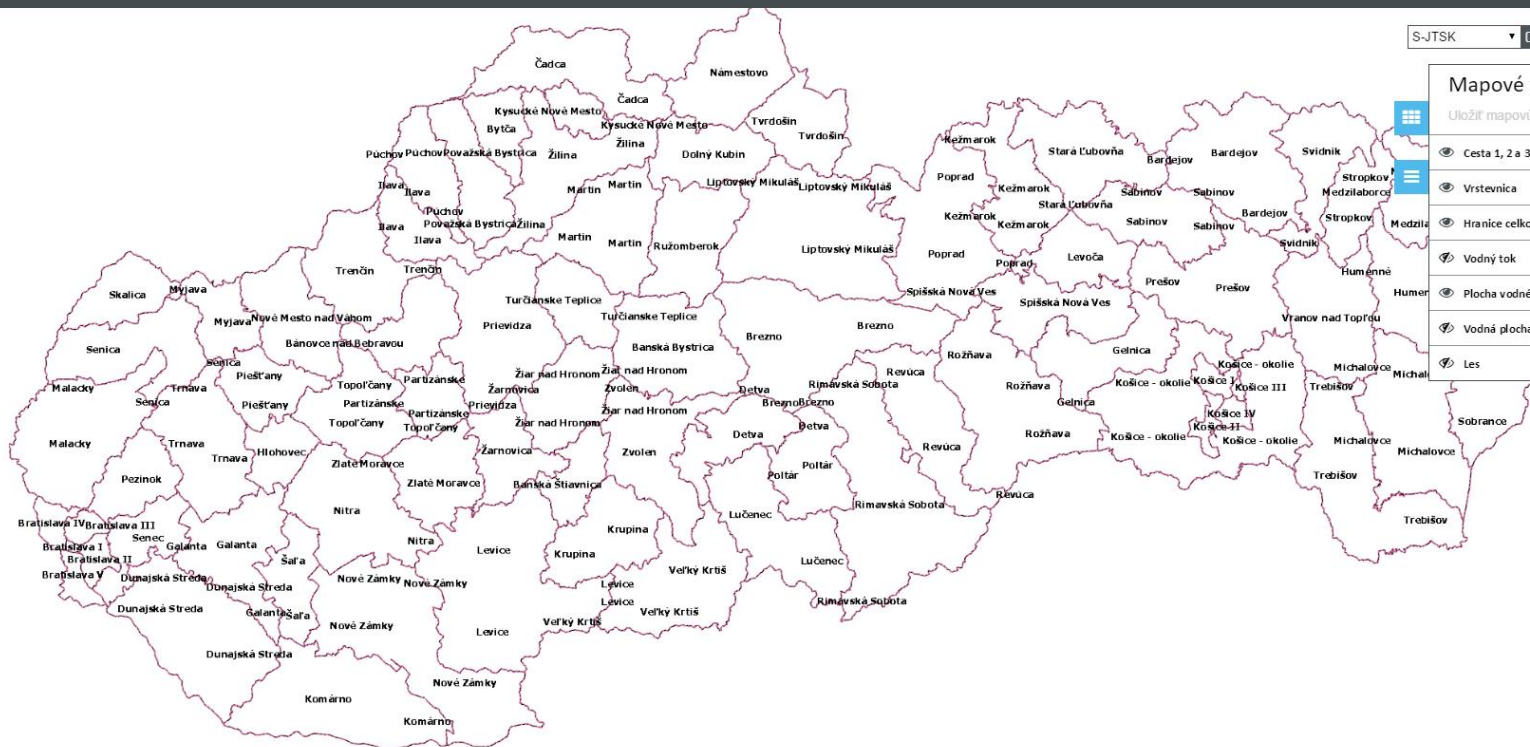 S-JTSK
Čadca
Námestovo
Mapové
Uložiť mapovú
Čadca
Kysucké Nové Mesto
Kysucké Nové Mesto
Bytča
Tvrdošín
Tvrdošín
Cesta 1, 2 a 3
Vrstevnica
Hranice celko
Vodný tok
Plocha vodné
Vodná plocha
Les
Púchov
Púchov
Považská Bystrica
Žilina
Žilina
Dolný Kubín
Kežmarok
Stará Ľubovňa
Bardejov
Bardejov
Svidník
Ilava
Ilava
Martin
Martin
Liptovský Mikuláš
Liptovský Mikuláš
Poprad
Kežmarok
Sabinov
Sabinov
Stropkov
Medzilaborce
Púchov
Považská Bystrica
Žilina
Kežmarok
Kežmarok
Stará Ľubovňa
Sabinov
Sabinov
Bardejov
Stropkov
Medzila
Ilava
Ilava
Martin
Martin
Ružomberok
Liptovský Mikuláš
Poprad
Poprad
Levoča
Svidník
Trenčín
Trenčín
Humenné
Skalica
Myjava
Turčianske Teplice
Spišská Nová Ves
Spišská Nová Ves
Prešov
Prešov
Humen
Myjava
Nové Mesto nad Váhom
Prievidza
Turčianske Teplice
Brezno
Brezno
Vranov nad Topľou
Senica
Bánovce nad Bebravou
Banská Bystrica
Rožňava
Gelnica
Senica
Malacky
Trnava
Piešťany
Topoľčany
Partizánske
Žarnovica
Žiar nad Hronom
Žiar nad Hronom
Zvolen
Detva
Rimavská Sobota
Revúca
Rožňava
Košice - okolie
Košice I
Košice - okolie
Košice III
Trebišov
Michalovce
Michalo
Senica
Piešťany
Partizánske
Partizánske
Prievidza
Žiar nad Hronom
Brezno
Brezno
Gelnica
Košice IV
Topoľčany
Topoľčany
Žiar nad Hronom
Detva
Detva
Košice II
Sobrance
Malacky
Trnava
Trnava
Hlohovec
Zlaté Moravce
Žarnovica
Zvolen
Poltár
Revúca
Rožňava
Košice - okolie
Košice - okolie
Michalovce
Michalovce
Pezinok
Zlaté Moravce
Banská Štiavnica
Poltár
Rimavská Sobota
Revúca
Trebišov
Nitra
Lučenec
Trebišov
Bratislava IV
Bratislava III
Senec
Galanta
Galanta
Nitra
Krupina
Bratislava I
Levice
Krupina
Bratislava II
Šaľa
Lučenec
Bratislava V
Dunajská Streda
Dunajská Streda
Nové Zámky
Nové Zámky
Levice
Veľký Krtíš
Dunajská Streda
Galanta
Šaľa
Levice
Veľký Krtíš
Rimavská Sobota
Nové Zámky
Levice
Veľký Krtíš
Dunajská Streda
Nové Zámky
Komárno
Komárno